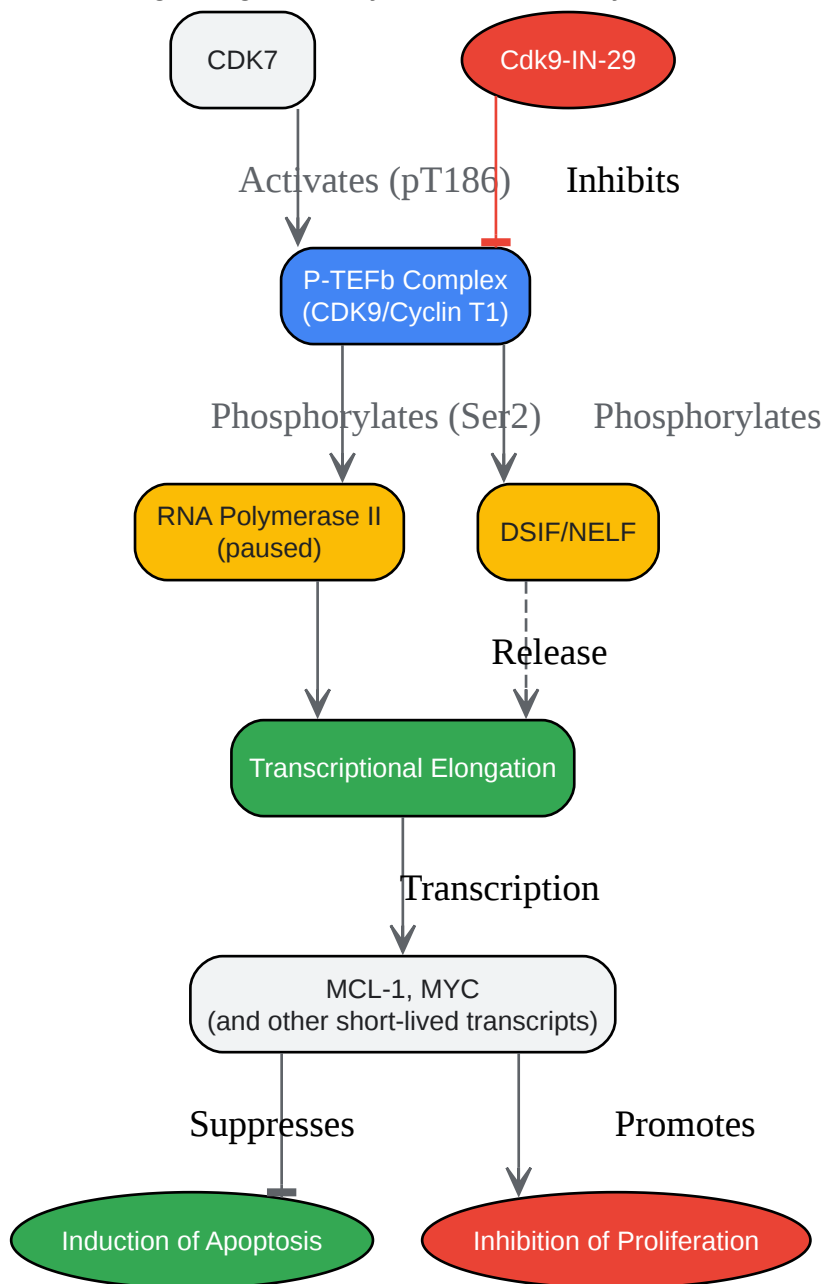 CDK7
Cdk9-IN-29
Activates (pT186)
Inhibits
P-TEFb Complex
(CDK9/Cyclin T1)
Phosphorylates (Ser2)
Phosphorylates
RNA Polymerase II
(paused)
DSIF/NELF
Release
Transcriptional Elongation
Transcription
MCL-1, MYC
(and other short-lived transcripts)
Suppresses
Promotes
Induction of Apoptosis
Inhibition of Proliferation